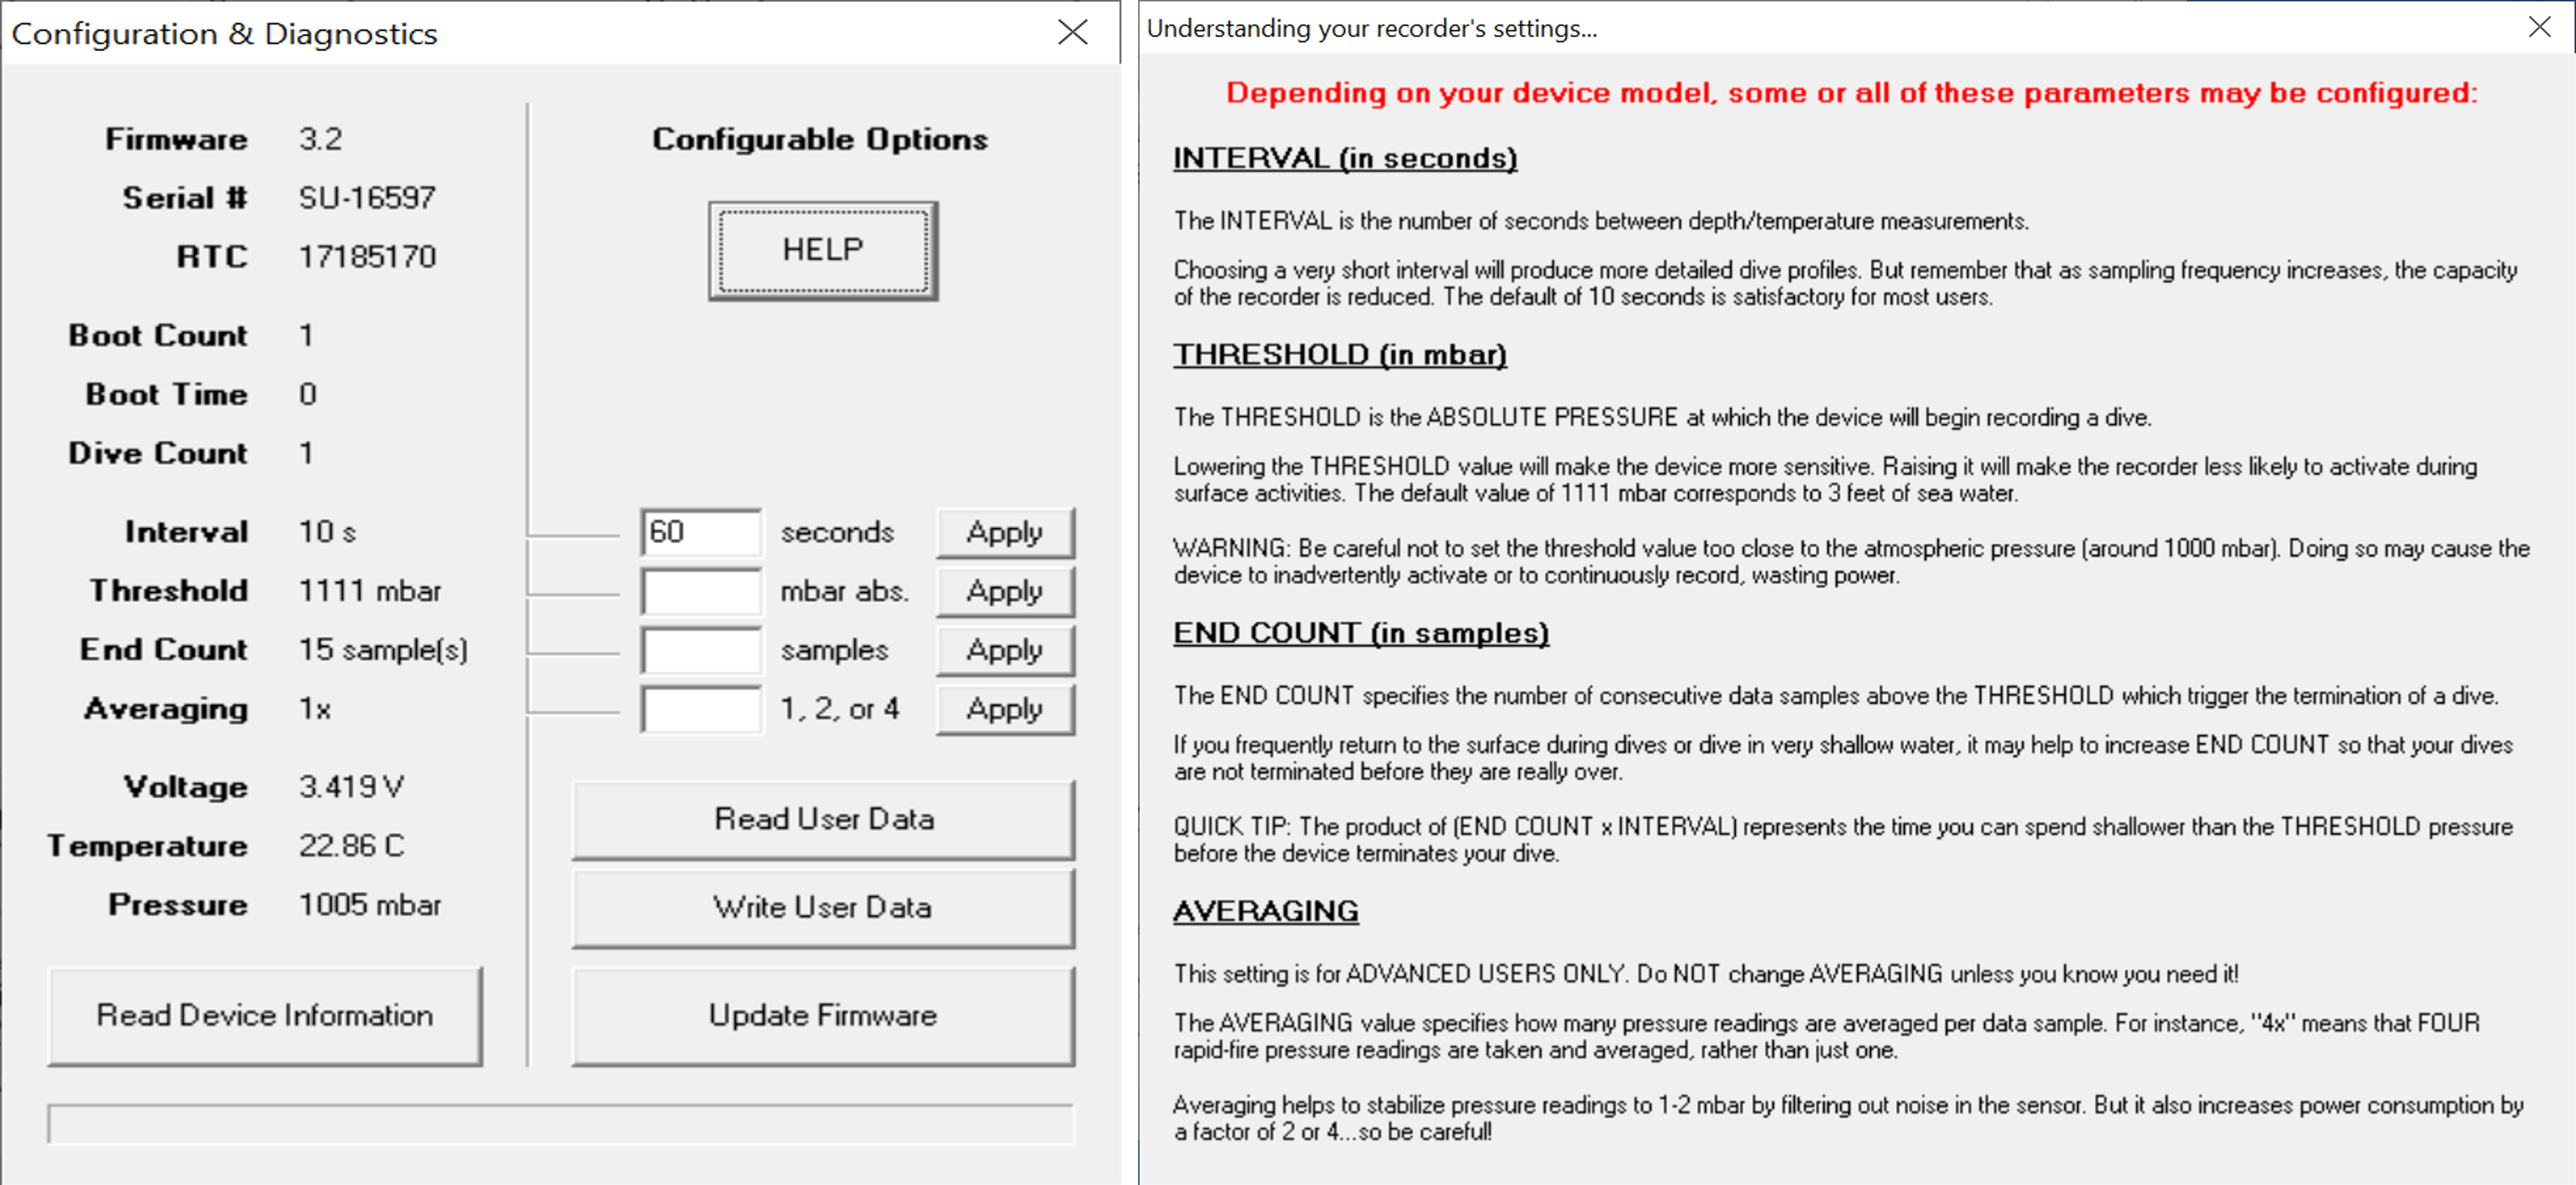 Configuration & Diagnostics
Firmware 3.2
Serial # SU-16597
RTC 17185170
Boot Count 1
Boot Time 0
Dive Count 1
Interval 10 s
Threshold 1111 mbar
End Count 15 sample(s)
Averaging 1x
Voltage 3.419 V
Temperature 22.86 C
Pressure 1005 mbar
Read Device Information
Configurable Options
HELP
60 seconds Apply
mbar abs. Apply
samples Apply
1, 2, or 4 Apply
Read User Data
Write User Data
Update Firmware
Understanding your recorder's settings...
Depending on your device model, some or all of these parameters may be configured:
INTERVAL (in seconds)
The INTERVAL is the number of seconds between depth/temperature measurements.
Choosing a very short interval will produce more detailed dive profiles. But remember that as sampling frequency increases, the capacity
of the recorder is reduced. The default of 10 seconds is satisfactory for most users.
THRESHOLD (in mbar)
The THRESHOLD is the ABSOLUTE PRESSURE at which the device will begin recording a dive.
Lowering the THRESHOLD value will make the device more sensitive. Raising it will make the recorder less likely to activate during
surface activities. The default value of 1111 mbar corresponds to 3 feet of sea water.
WARNING: Be careful not to set the threshold value too close to the atmospheric pressure (around 1000 mbar). Doing so may cause the
device to inadvertently activate or to continuously record, wasting power.
END COUNT (in samples)
The END COUNT specifies the number of consecutive data samples above the THRESHOLD which trigger the termination of a dive.
If you frequently return to the surface during dives or dive in very shallow water, it may help to increase END COUNT so that your dives
are not terminated before they are really over.
QUICK TIP: The product of (END COUNT x INTERVAL) represents the time you can spend shallower than the THRESHOLD pressure
before the device terminates your dive.
AVERAGING
This setting is for ADVANCED USERS ONLY. Do NOT change AVERAGING unless you know you need it!
The AVERAGING value specifies how many pressure readings are averaged per data sample. For instance, "4x" means that FOUR
rapid-fire pressure readings are taken and averaged, rather than just one.
Averaging helps to stabilize pressure readings to 1-2 mbar by filtering out noise in the sensor. But it also increases power consumption by
a factor of 2 or 4...so be careful!